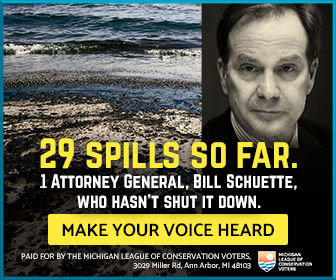 29 SPILLS SO FAR.
1 ATTORNEY GENERAL, BILL SCHUETTE,
WHO HASN'T SHUT IT DOWN.
MAKE YOUR VOICE HEARD
PAID FOR BY THE MICHIGAN LEAGUE OF CONSERVATION VOTERS,
3029 Miller Rd, Ann Arbor, MI 48103
MICHIGAN
LEAGUE OF
CONSERVATION
VOTERS